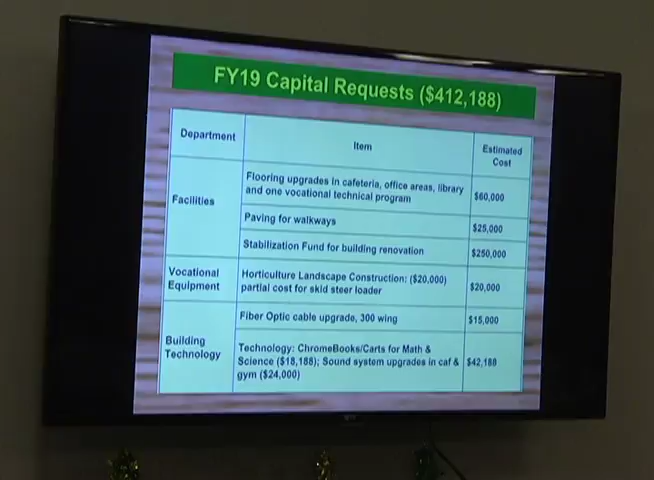 FY19 Capital Requests ($412,188)
Department
Item
Estimated
Cost
Facilities
Flooring upgrades in cafeteria, office areas, library
and one vocational technical program
$60,000
Paving for walkways
$25,000
Stabilization Fund for building renovation
$250,000
Vocational
Equipment
Horticulture Landscape Construction: ($20,000)
partial cost for skid steer loader
$20,000
Building
Technology
Fiber Optic cable upgrade, 300 wing
$15,000
Technology: ChromeBooks/Carts for Math &
Science ($18,188); Sound system upgrades in caf &
gym ($24,000)
$42,188